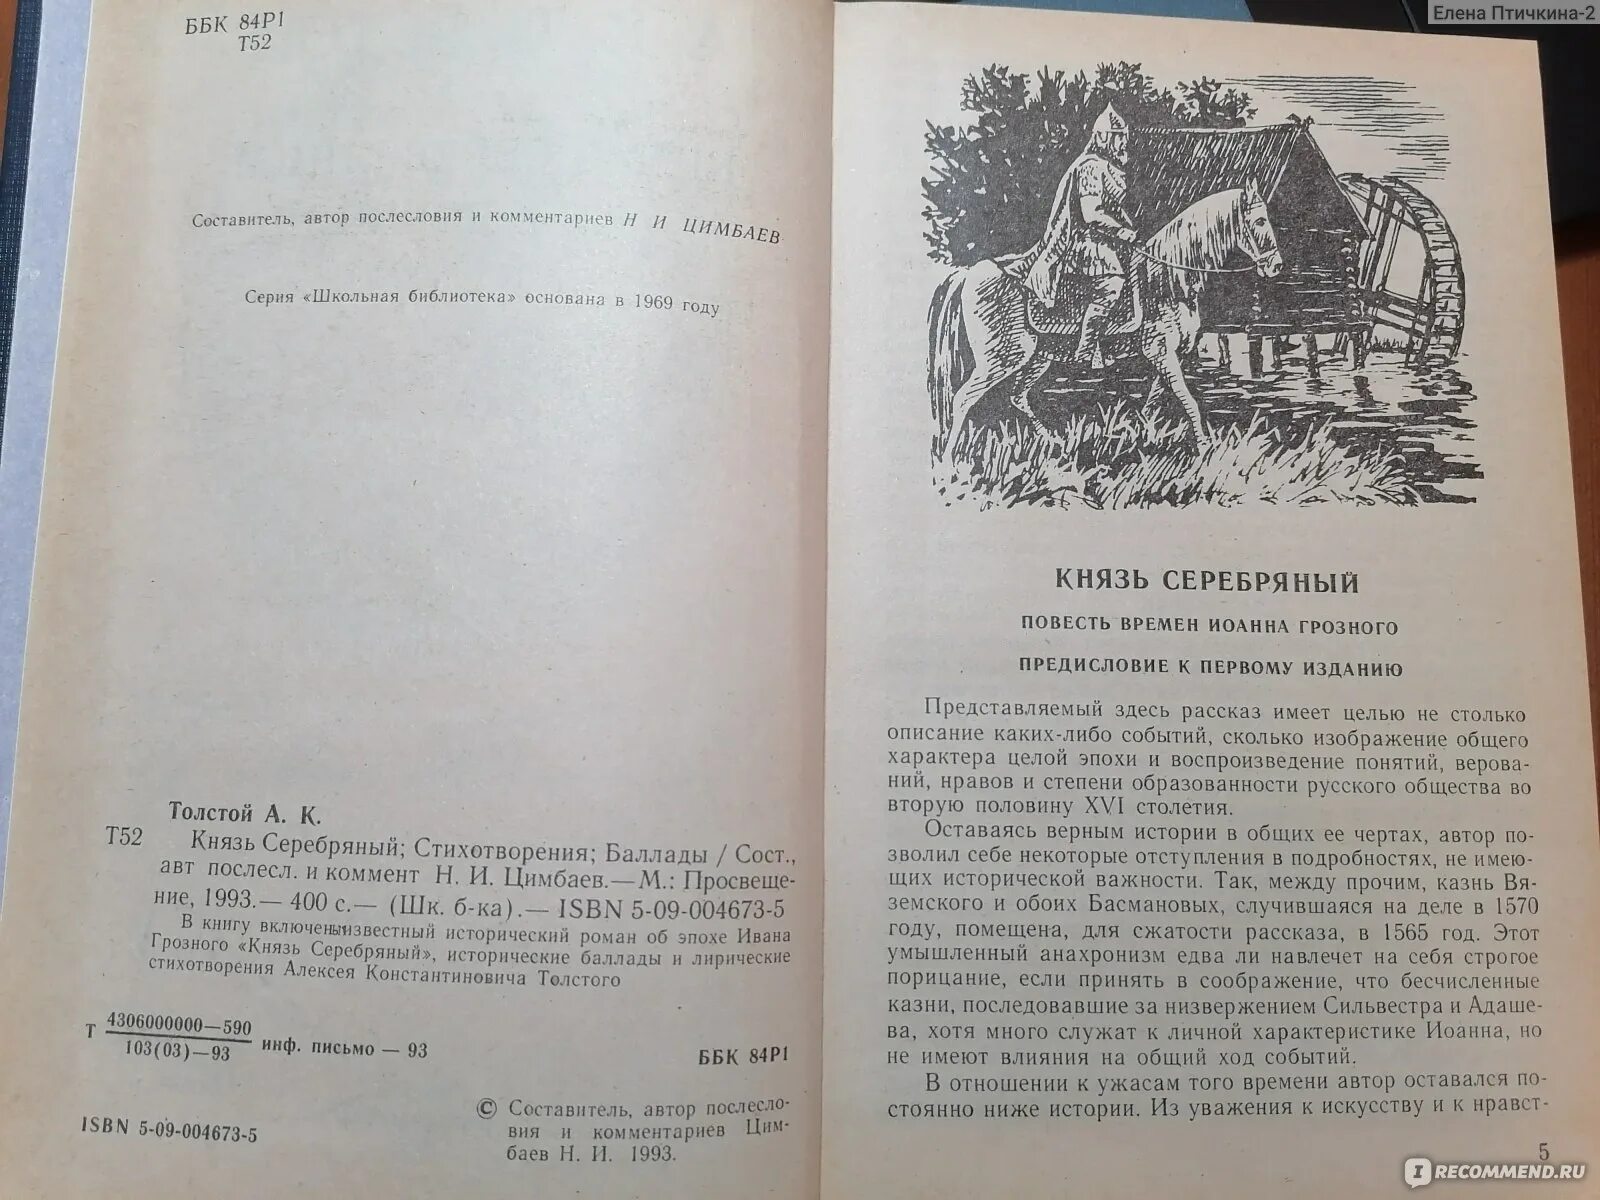 Елена Птичкина-2
ББК 84Р1
Т52
Составитель, автор послесловия и комментариев Н И ЦИМБАЕВ
Серия «Школьная библиотека» основана в 1969 году
Толстой А. К.
Т52 Князь Серебряный; Стихотворения; Баллады / Сост.,
авт послесл. и коммент Н. И. Цимбаев.— М.: Просвеще-
ние, 1993.— 400 с.— (Шк. б-ка).— ISBN 5-09-004673-5
В книгу включены известный исторический роман об эпохе Ивана
Грозного «Князь Серебряный», исторические баллады и лирические
стихотворения Алексея Константиновича Толстого
Т 4306000000—590
103(03)—93 инф. письмо — 93
ББК 84Р1
ISBN 5-09-004673-5
© Составитель, автор послесло-
вия и комментариев Цим-
баев Н. И. 1993.
КНЯЗЬ СЕРЕБРЯНЫЙ
ПОВЕСТЬ ВРЕМЕН ИОАННА ГРОЗНОГО
ПРЕДИСЛОВИЕ К ПЕРВОМУ ИЗДАНИЮ
Представляемый здесь рассказ имеет целью не столько
описание каких-либо событий, сколько изображение общего
характера целой эпохи и воспроизведение понятий, верова-
ний, нравов и степени образованности русского общества во
вторую половину XVI столетия.
Оставаясь верным истории в общих ее чертах, автор по-
зволил себе некоторые отступления в подробностях, не имею-
щих исторической важности. Так, между прочим, казнь Вя-
земского и обоих Басмановых, случившаяся на деле в 1570
году, помещена, для сжатости рассказа, в 1565 год. Этот
умышленный анахронизм едва ли навлечет на себя строгое
порицание, если принять в соображение, что бесчисленные
казни, последовавшие за низвержением Сильвестра и Адаше-
ва, хотя много служат к личной характеристике Иоанна, но
не имеют влияния на общий ход событий.
В отношении к ужасам того времени автор оставался по-
стоянно ниже истории. Из уважения к искусству и к нравст-
5
IRECOMMEND.RU